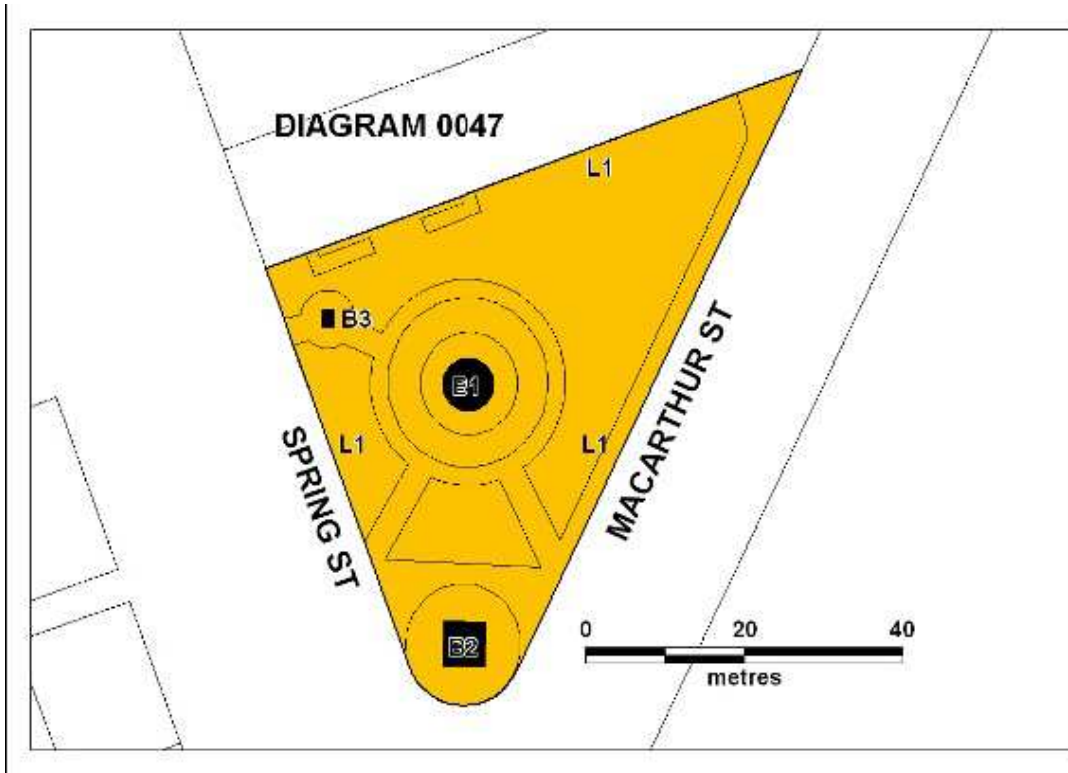 DIAGRAM 0047
L1
B3
B1
L1
L1
SPRING ST
MACARTHUR ST
B2
0 20 40
metres